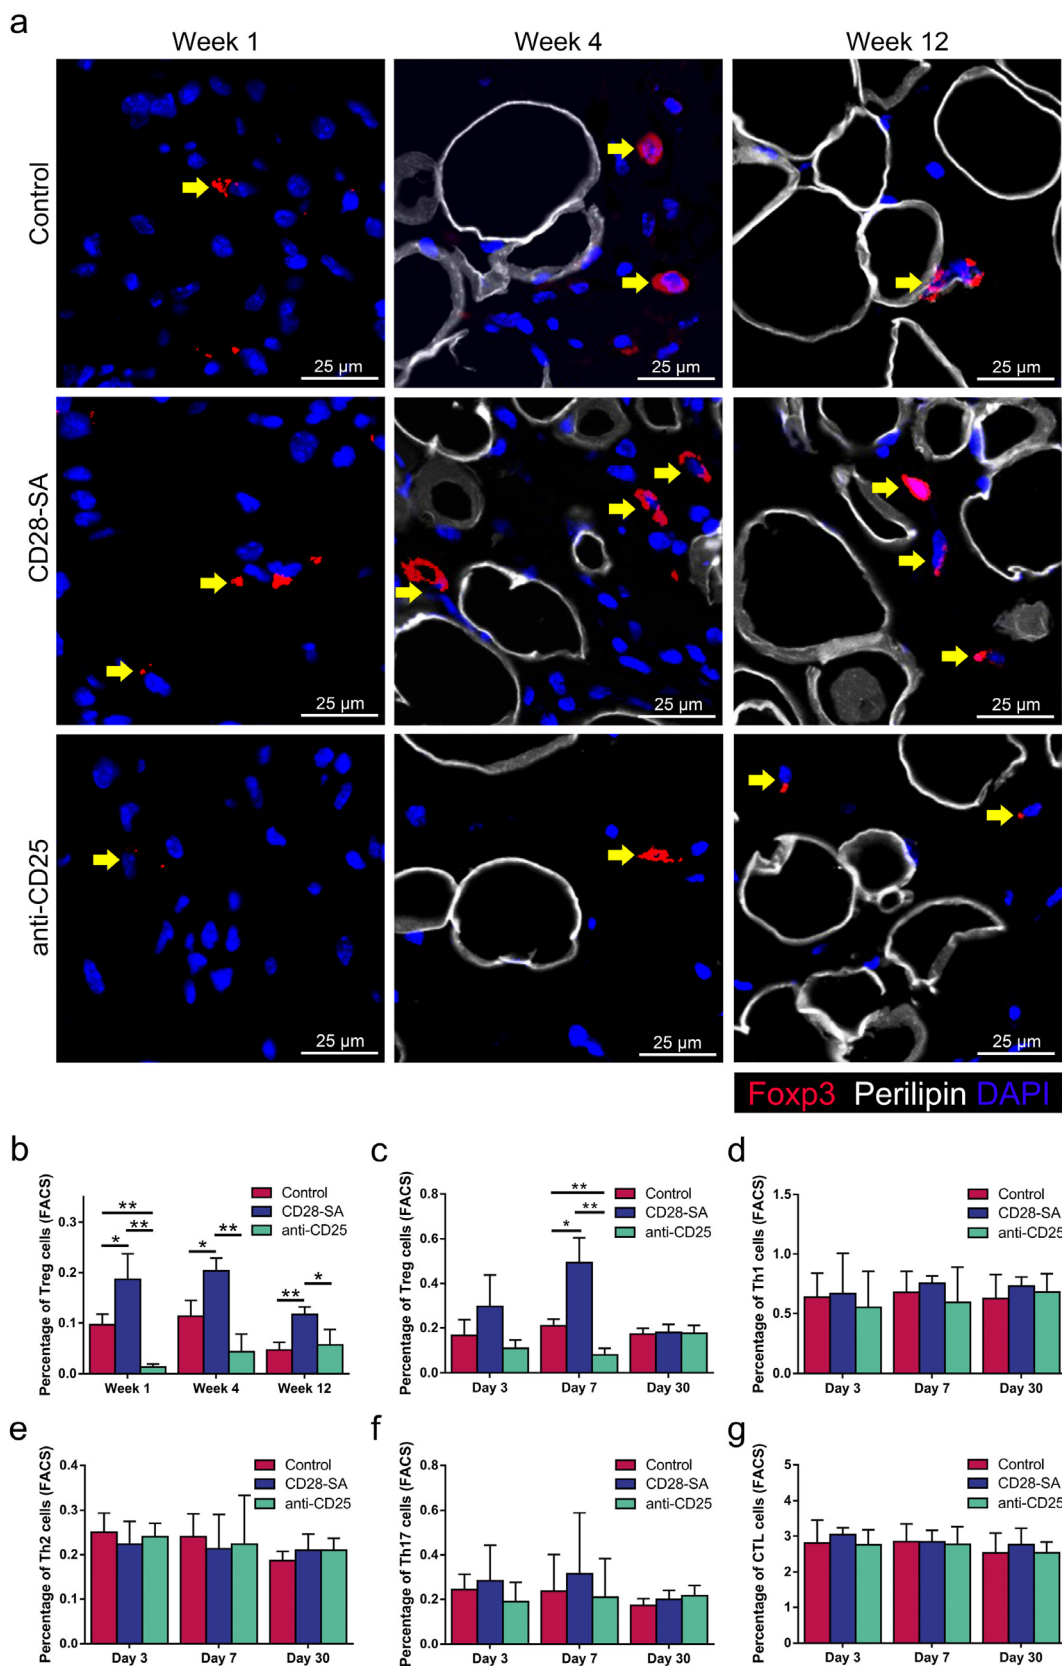 a
Week 1 Week 4 Week 12
Control
25 µm 25 µm 25 µm
CD28-SA
25 µm 25 µm 25 µm
anti-CD25
25 µm 25 µm 25 µm
Foxp3 Perilipin DAPI
b
Percentage of Treg cells (FACS)
0.3
0.2
0.1
0.0
Control
CD28-SA
anti-CD25
**
**
*
**
*
*
**
Week 1 Week 4 Week 12
c
Percentage of Treg cells (FACS)
0.8
0.6
0.4
0.2
0.0
Control
CD28-SA
anti-CD25
**
**
*
Day 3 Day 7 Day 30
d
Percentage of Th1 cells (FACS)
1.5
1.0
0.5
0.0
Control
CD28-SA
anti-CD25
Day 3 Day 7 Day 30
e
Percentage of Th2 cells (FACS)
0.4
0.3
0.2
0.1
0.0
Control
CD28-SA
anti-CD25
Day 3 Day 7 Day 30
f
Percentage of Th17 cells (FACS)
0.8
0.6
0.4
0.2
0.0
Control
CD28-SA
anti-CD25
Day 3 Day 7 Day 30
g
Percentage of CTL cells (FACS)
5
4
3
2
1
0
Control
CD28-SA
anti-CD25
Day 3 Day 7 Day 30